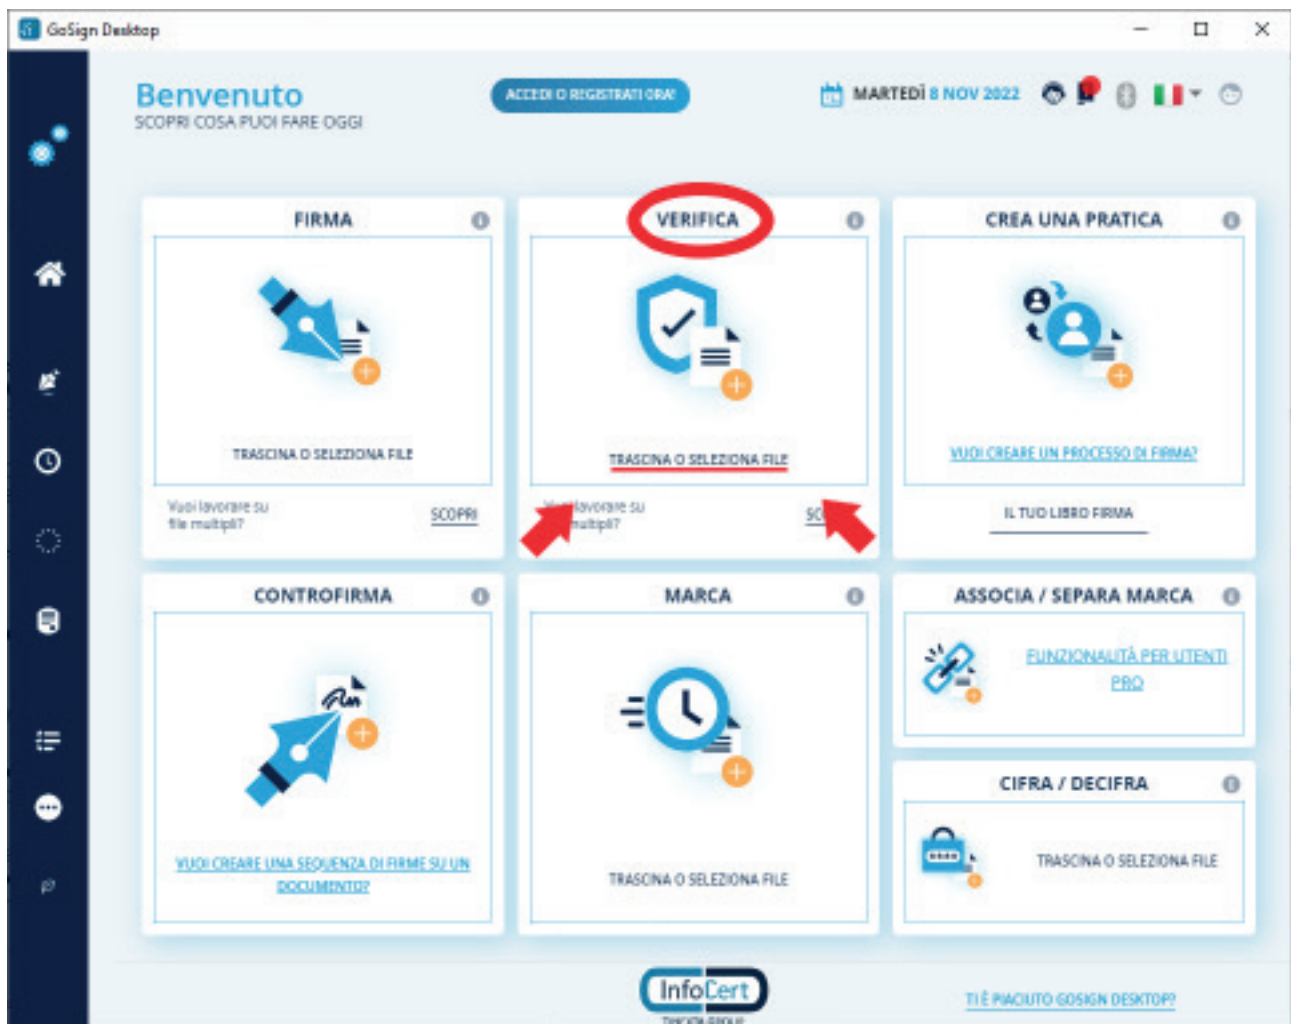 GoSign Desktop
Benvenuto
SCOPRI COSA PUOI FARE OGGI
ACCEDI O REGISTRATI ORA!
MARTEDÌ 8 NOV 2022
FIRMA
TRASCINA O SELEZIONA FILE
Vuoi lavorare su
file multipli?
SCOPRI
VERIFICA
TRASCINA O SELEZIONA FILE
lavorare su
multipli?
CREA UNA PRATICA
VUOI CREARE UN PROCESSO DI FIRMA?
IL TUO LIBRO FIRMA
CONTROFIRMA
VUOI CREARE UNA SEQUENZA DI FIRME SU UN
DOCUMENTO?
MARCA
TRASCINA O SELEZIONA FILE
ASSOCIA / SEPARA MARCA
FUNZIONALITÀ PER UTENTI
PRO
CIFRA / DECIFRA
TRASCINA O SELEZIONA FILE
InfoCert
TI È PIACIUTO GOSIGN DESKTOP?